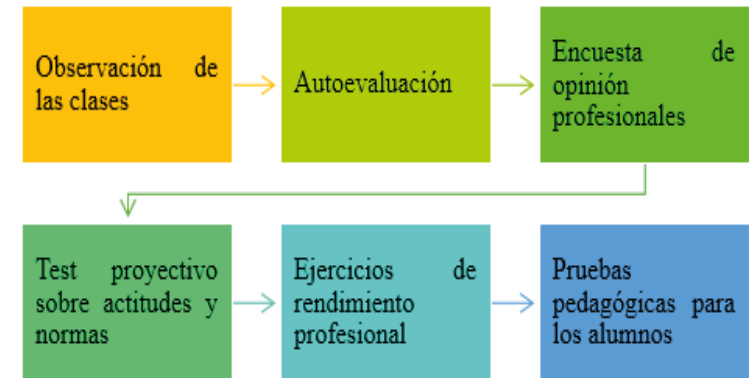 Observación de
las clases
Autoevaluación
Encuesta de
opinión
profesionales
Test proyectivo
sobre actitudes y
normas
Ejercicios de
rendimiento
profesional
Pruebas
pedagógicas para
los alumnos